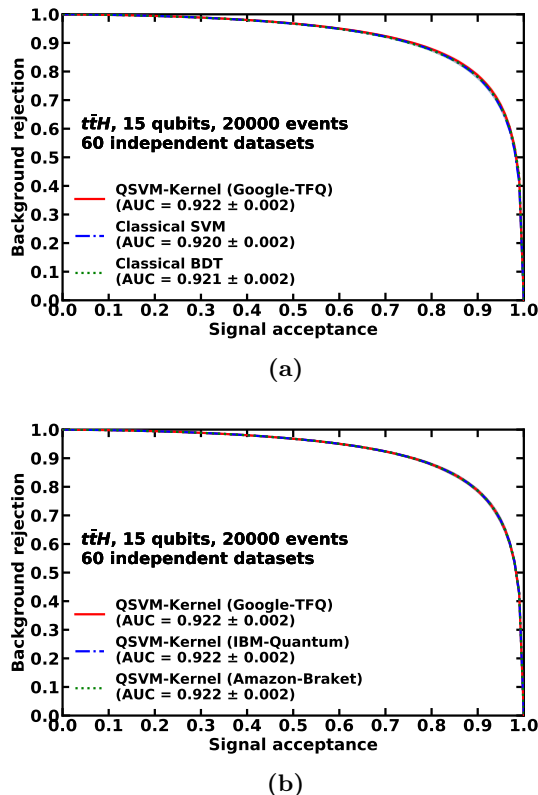 1.0
0.9
0.8
0.7
0.6
0.5
0.4
0.3
0.2
0.1
0.0
Background rejection
tt̄H, 15 qubits, 20000 events
60 independent datasets
QSVM-Kernel (Google-TFQ)
(AUC = 0.922 ± 0.002)
Classical SVM
(AUC = 0.920 ± 0.002)
Classical BDT
(AUC = 0.921 ± 0.002)
0.0 0.1 0.2 0.3 0.4 0.5 0.6 0.7 0.8 0.9 1.0
Signal acceptance
(a)
1.0
0.9
0.8
0.7
0.6
0.5
0.4
0.3
0.2
0.1
0.0
Background rejection
tt̄H, 15 qubits, 20000 events
60 independent datasets
QSVM-Kernel (Google-TFQ)
(AUC = 0.922 ± 0.002)
QSVM-Kernel (IBM-Quantum)
(AUC = 0.922 ± 0.002)
QSVM-Kernel (Amazon-Braket)
(AUC = 0.922 ± 0.002)
0.0 0.1 0.2 0.3 0.4 0.5 0.6 0.7 0.8 0.9 1.0
Signal acceptance
(b)